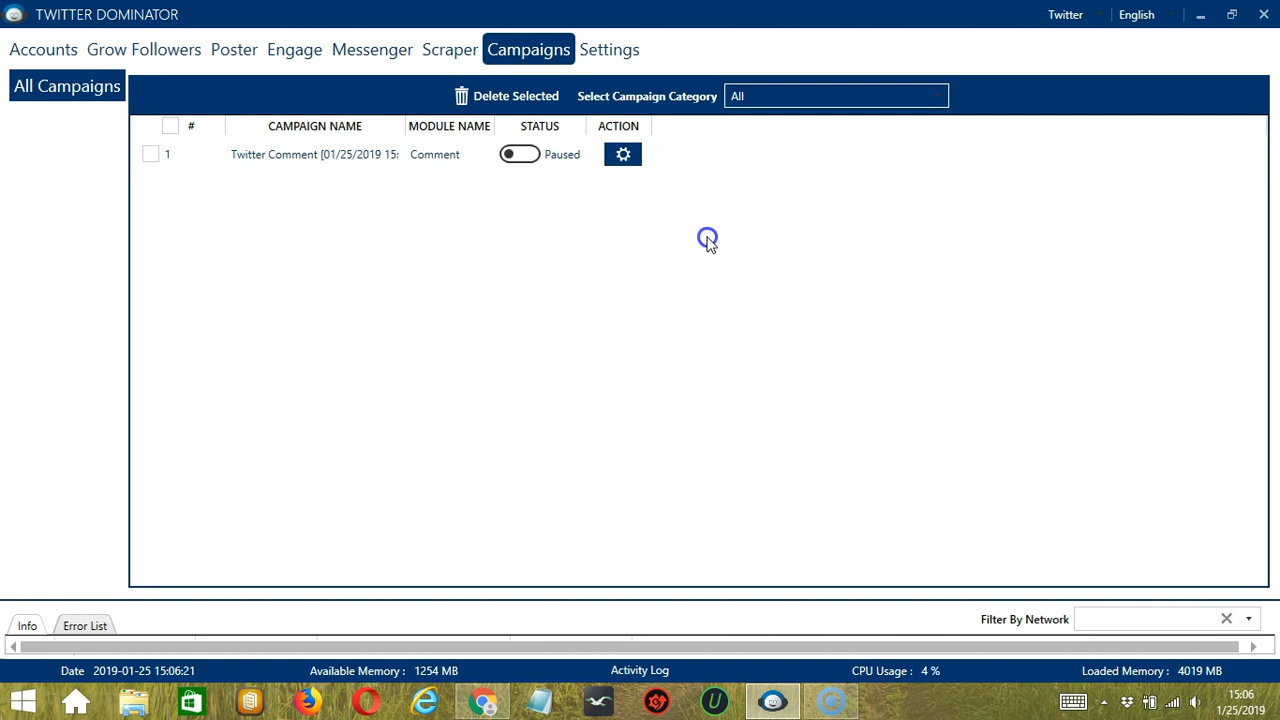 TWITTER DOMINATOR Twitter English
Accounts Grow Followers Poster Engage Messenger Scraper Campaigns Settings
All Campaigns
Delete Selected Select Campaign Category All
# CAMPAIGN NAME MODULE NAME STATUS ACTION
1 Twitter Comment [01/25/2019 15: Comment Paused
Info Error List Filter By Network
Date 2019-01-25 15:06:21 Available Memory : 1254 MB Activity Log CPU Usage : 4 % Loaded Memory : 4019 MB
15:06
1/25/2019